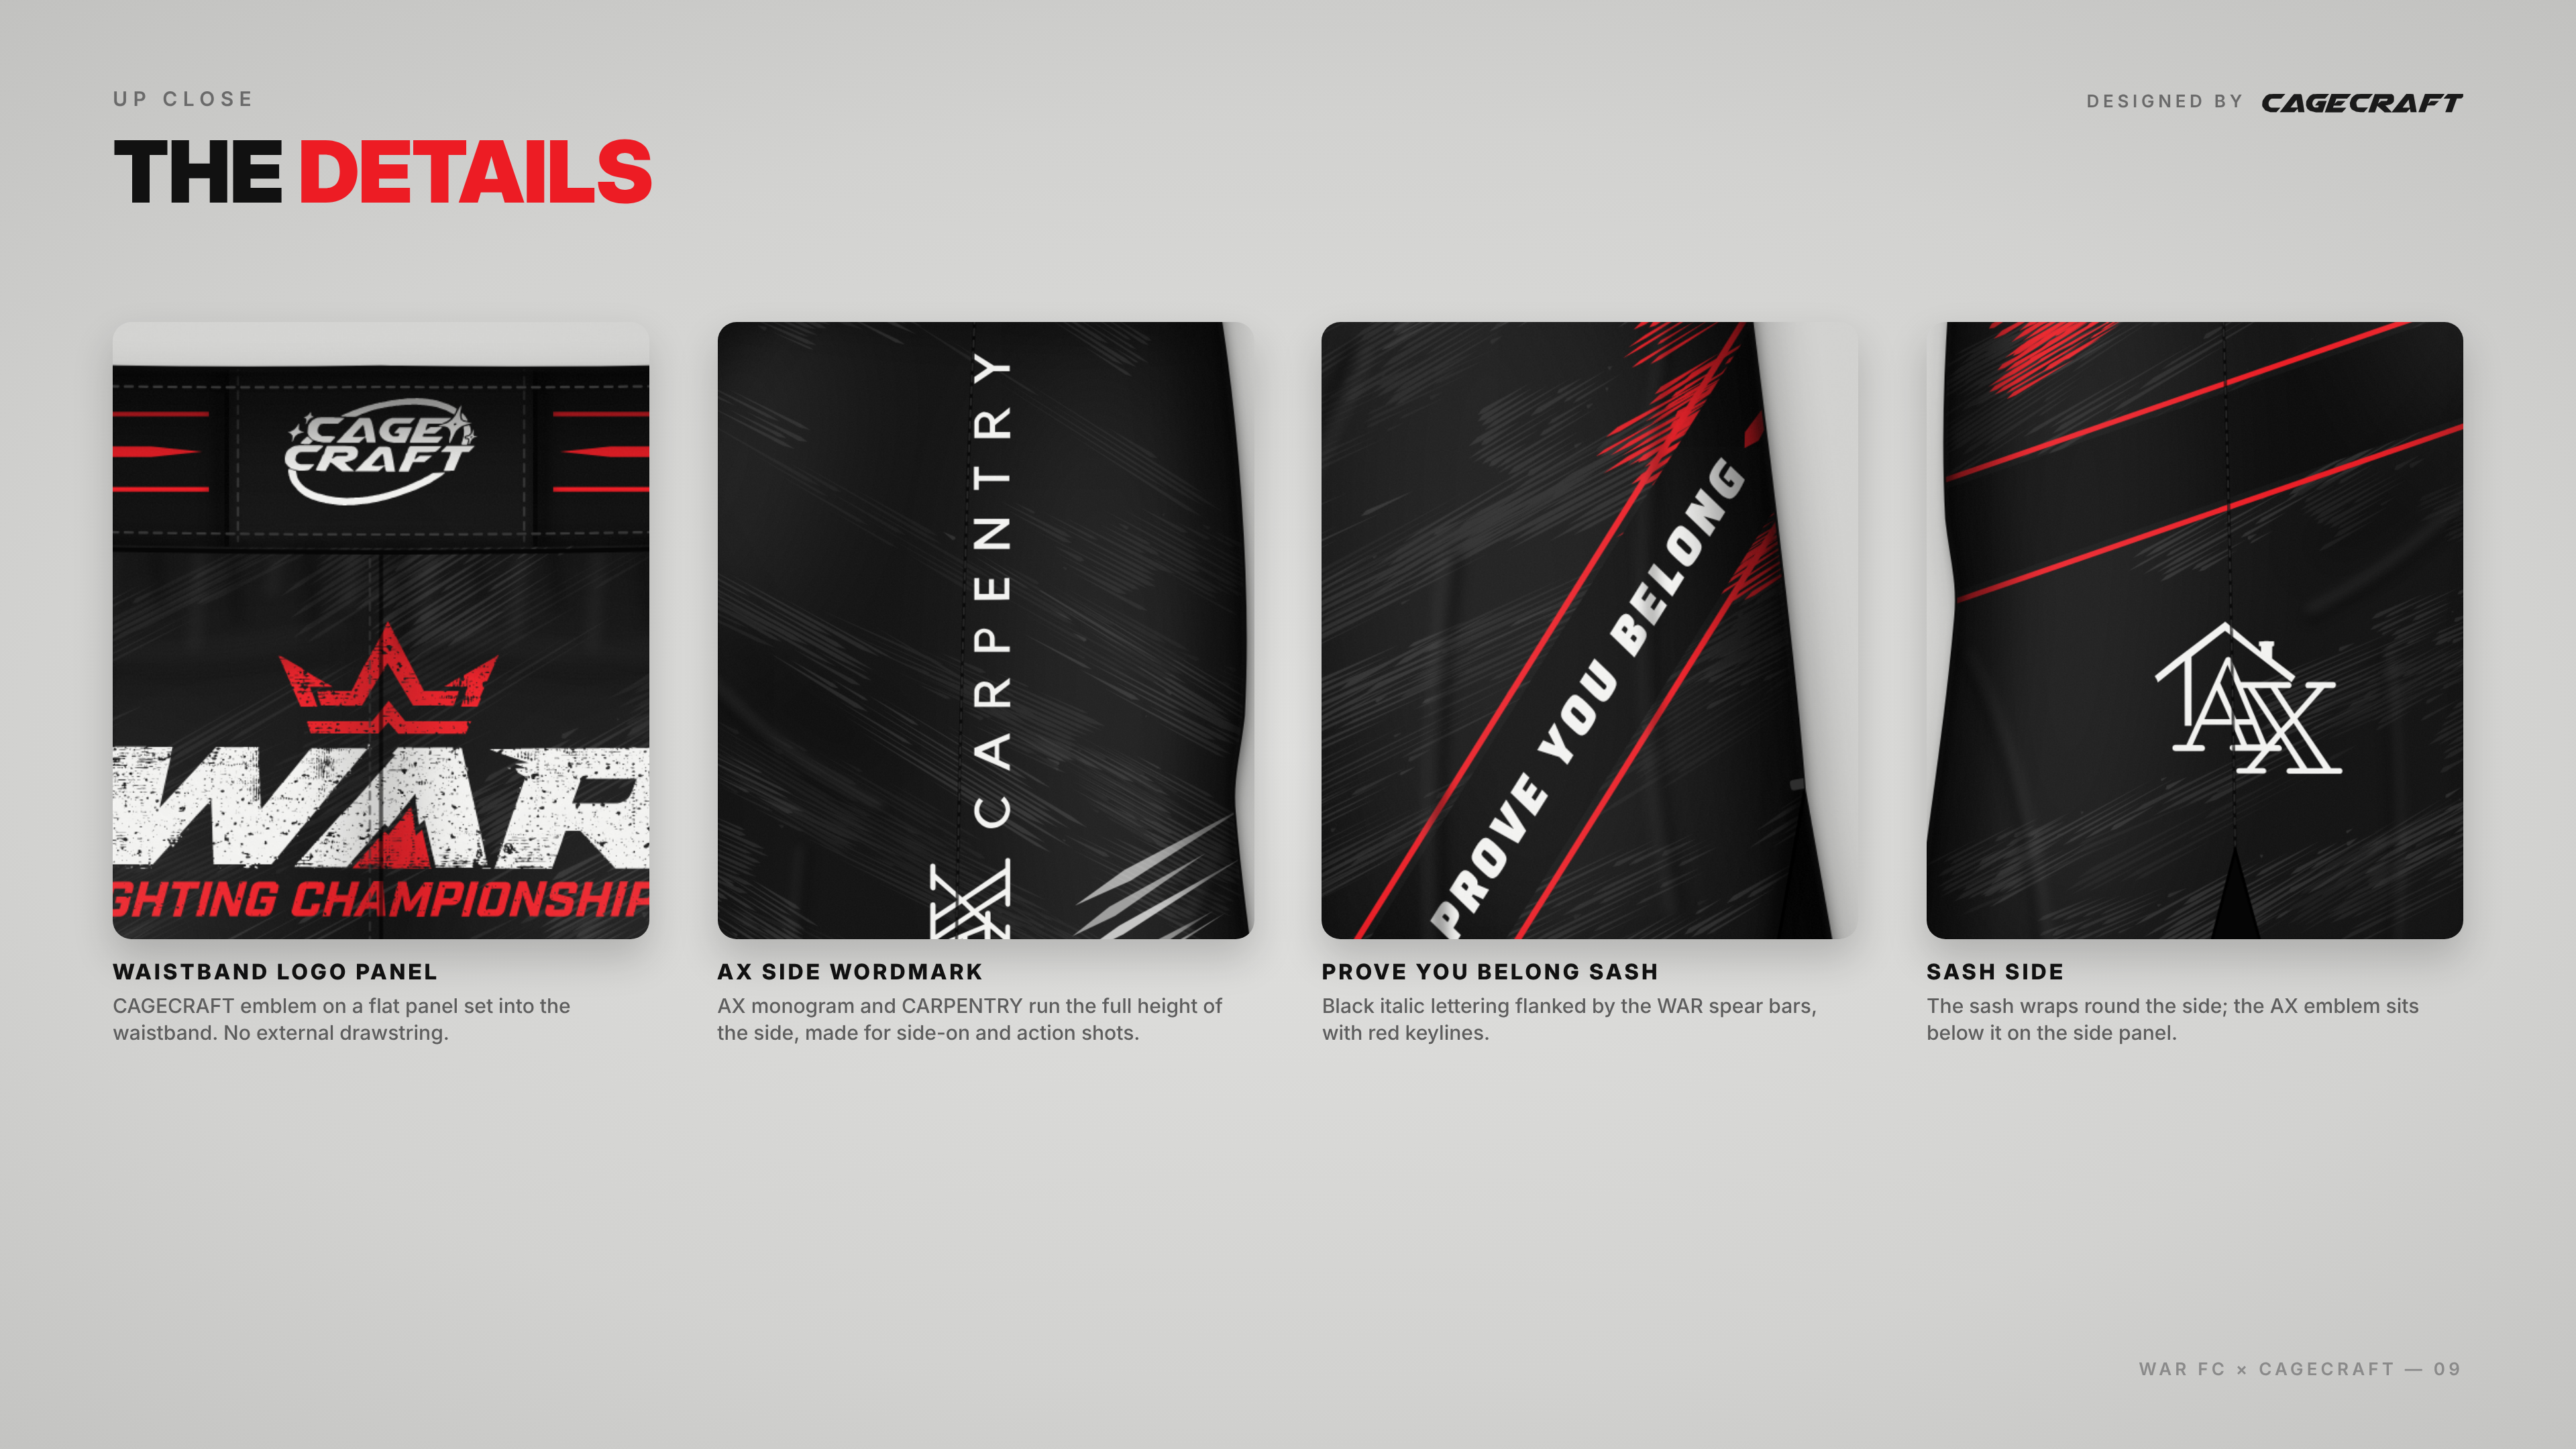 UP CLOSE
THE DETAILS
DESIGNED BY CAGECRAFT
CAGE
CRAFT
WAR
GHTING CHAMPIONSHIP
AX CARPENTRY
PROVE YOU BELONG
AX
WAISTBAND LOGO PANEL
CAGECRAFT emblem on a flat panel set into the
waistband. No external drawstring.
AX SIDE WORDMARK
AX monogram and CARPENTRY run the full height of
the side, made for side-on and action shots.
PROVE YOU BELONG SASH
Black italic lettering flanked by the WAR spear bars,
with red keylines.
SASH SIDE
The sash wraps round the side; the AX emblem sits
below it on the side panel.
WAR FC × CAGECRAFT — 09